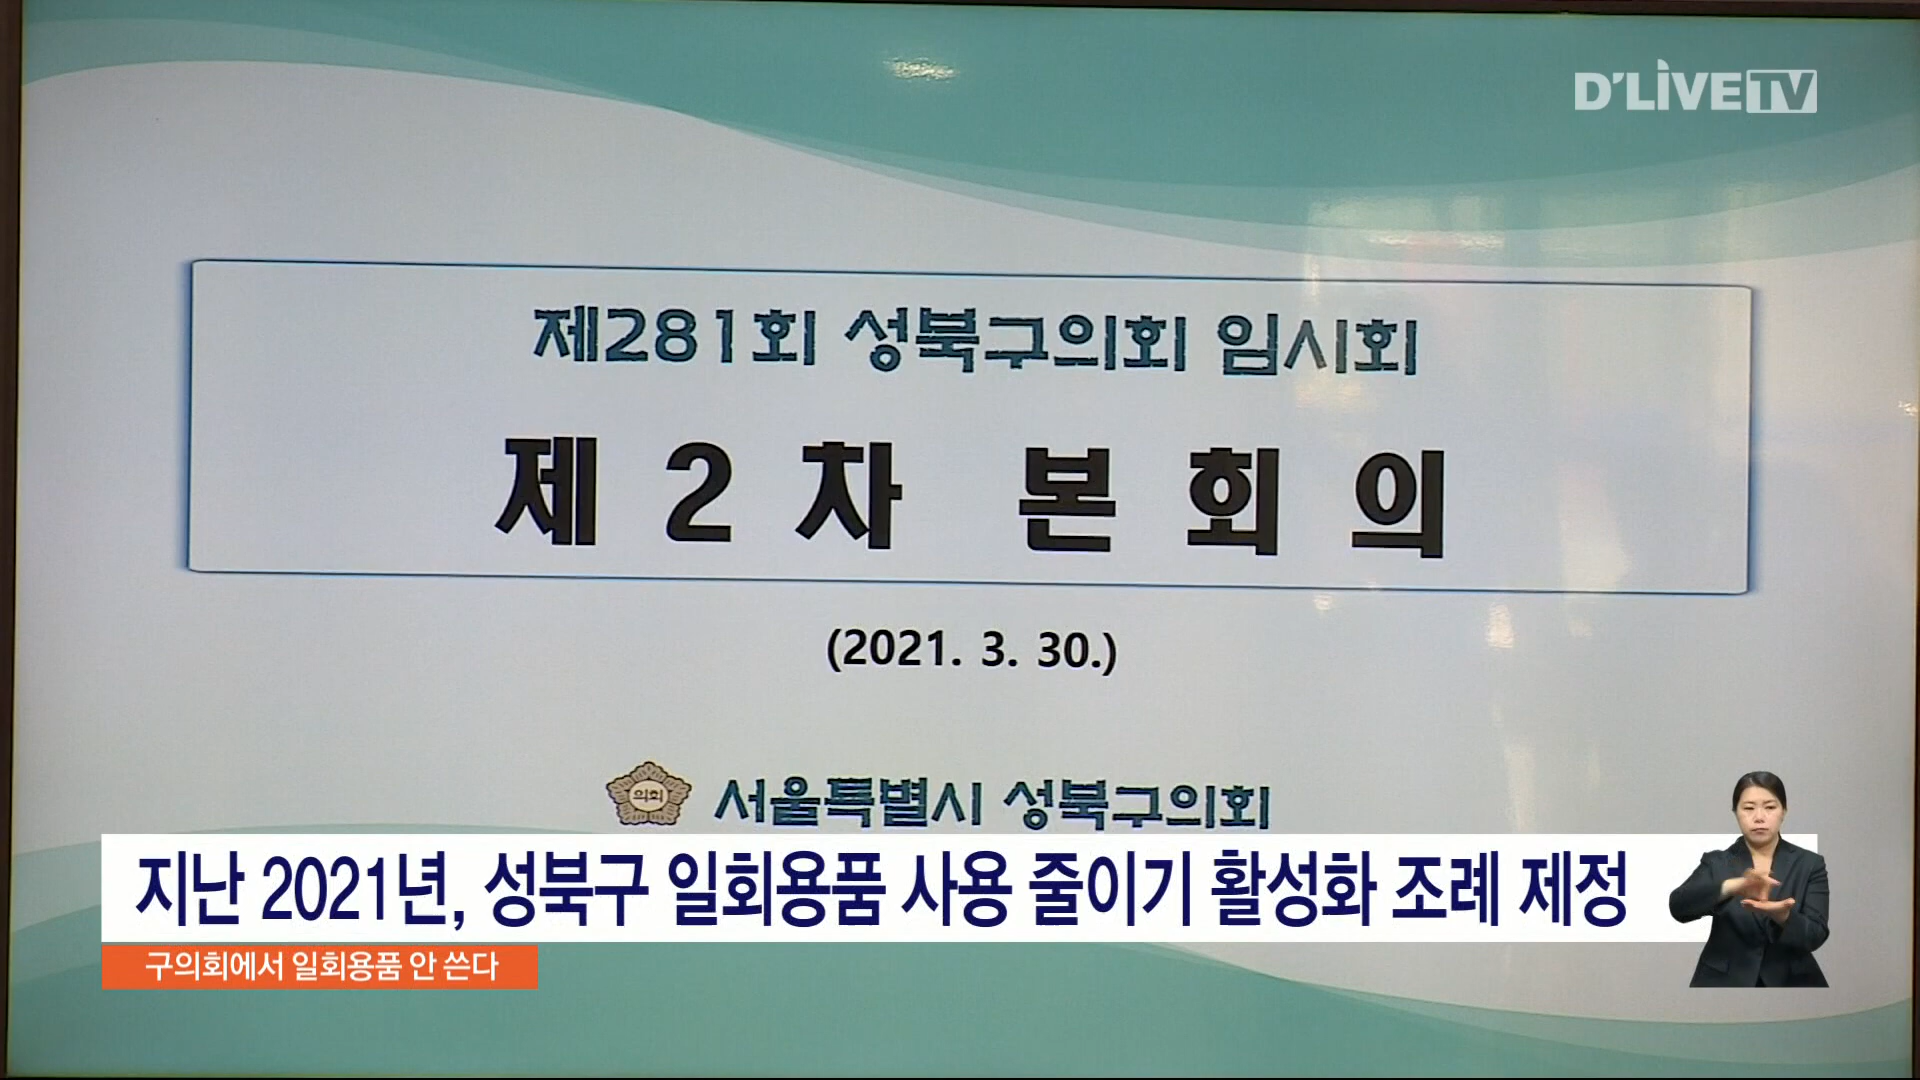 D'LiVE TV
제281회 성북구의회 임시회
제 2 차 본 회 의
(2021. 3. 30.)
의회
서울특별시 성북구의회
지난 2021년, 성북구 일회용품 사용 줄이기 활성화 조례 제정
구의회에서 일회용품 안 쓴다